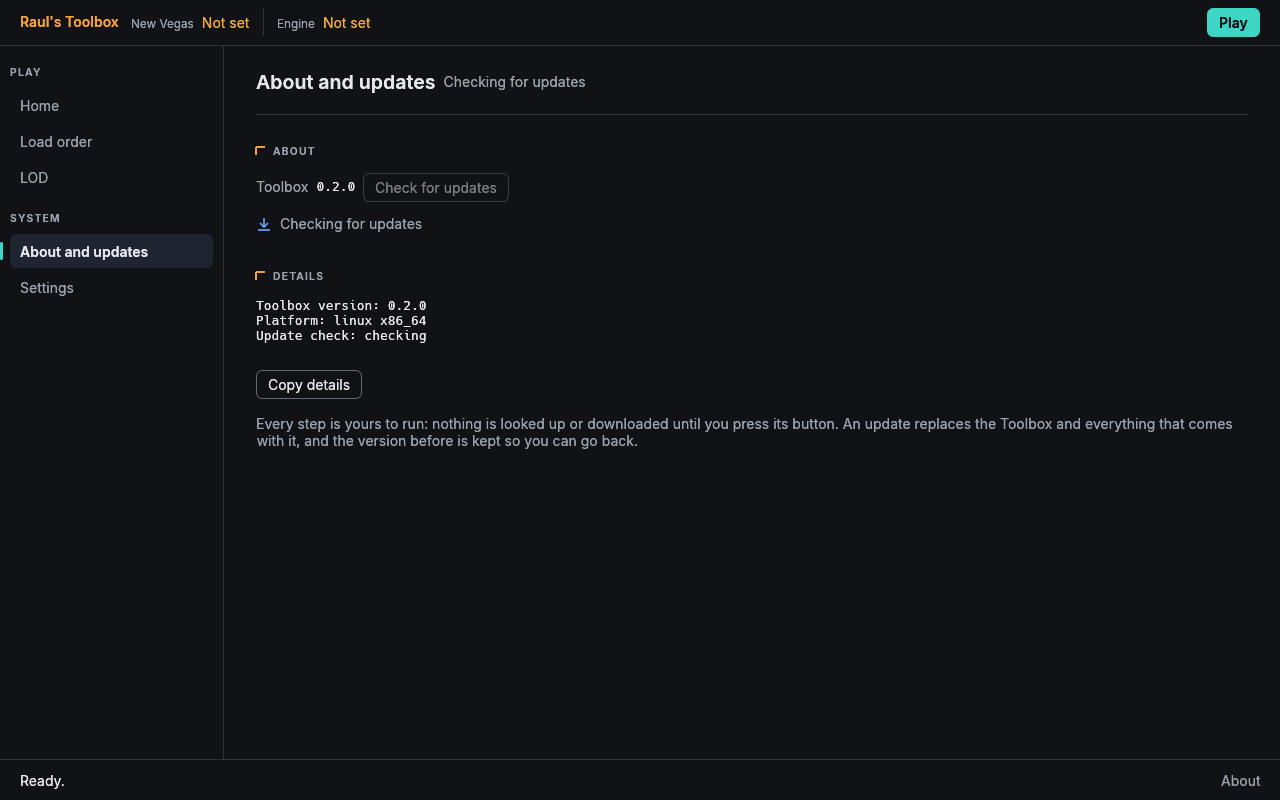 Raul's Toolbox New Vegas Not set Engine Not set Play
PLAY
Home
Load order
LOD
SYSTEM
About and updates
Settings
About and updates Checking for updates
ABOUT
Toolbox 0.2.0 Check for updates
Checking for updates
DETAILS
Toolbox version: 0.2.0
Platform: linux x86_64
Update check: checking
Copy details
Every step is yours to run: nothing is looked up or downloaded until you press its button. An update replaces the Toolbox and everything that comes
with it, and the version before is kept so you can go back.
Ready. About